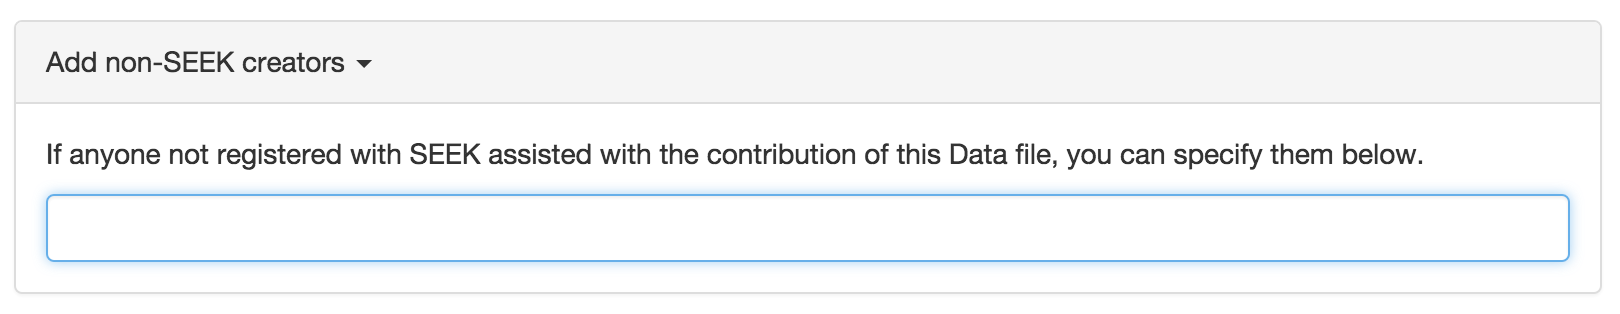 Add non-SEEK creators
If anyone not registered with SEEK assisted with the contribution of this Data file, you can specify them below.